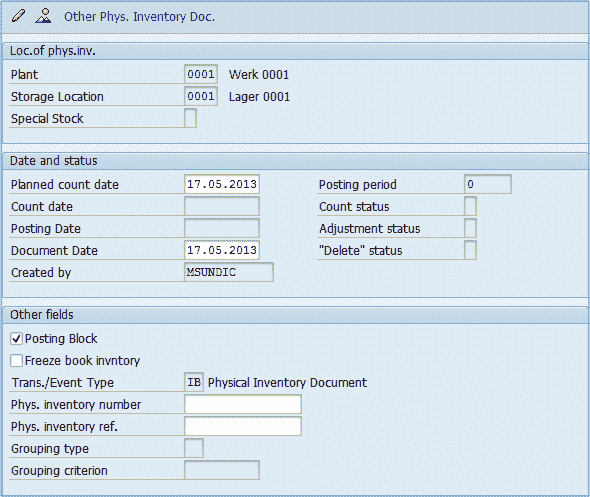 Other Phys. Inventory Doc.
Loc.of phys.inv.
Plant 0001 Werk 0001
Storage Location 0001 Lager 0001
Special Stock
Date and status
Planned count date 17.05.2013 Posting period 0
Count date Count status
Posting Date Adjustment status
Document Date 17.05.2013 "Delete" status
Created by MSUNDIC
Other fields
Posting Block
Freeze book invntory
Trans./Event Type IB Physical Inventory Document
Phys. inventory number
Phys. inventory ref.
Grouping type
Grouping criterion